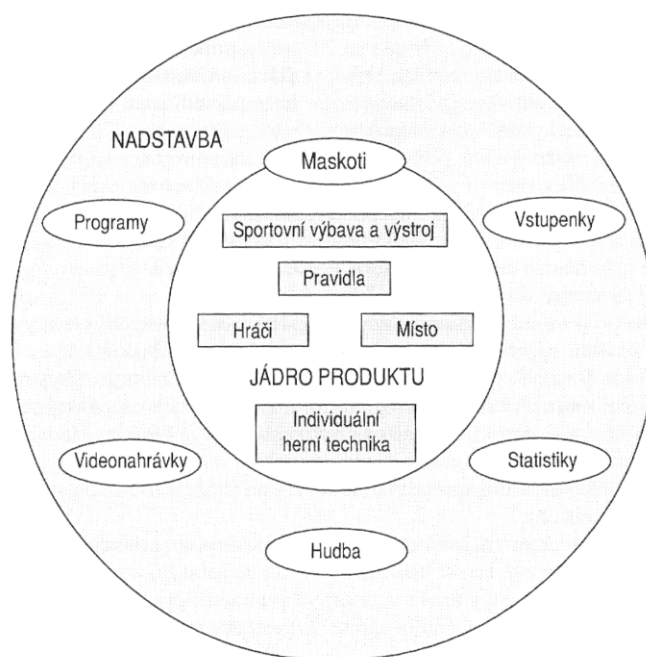 NADSTAVBA
Maskoti
Programy
Vstupenky
Sportovní výbava a výstroj
Pravidla
Hráči
Místo
JÁDRO PRODUKTU
Individuální
herní technika
Videonahrávky
Statistiky
Hudba